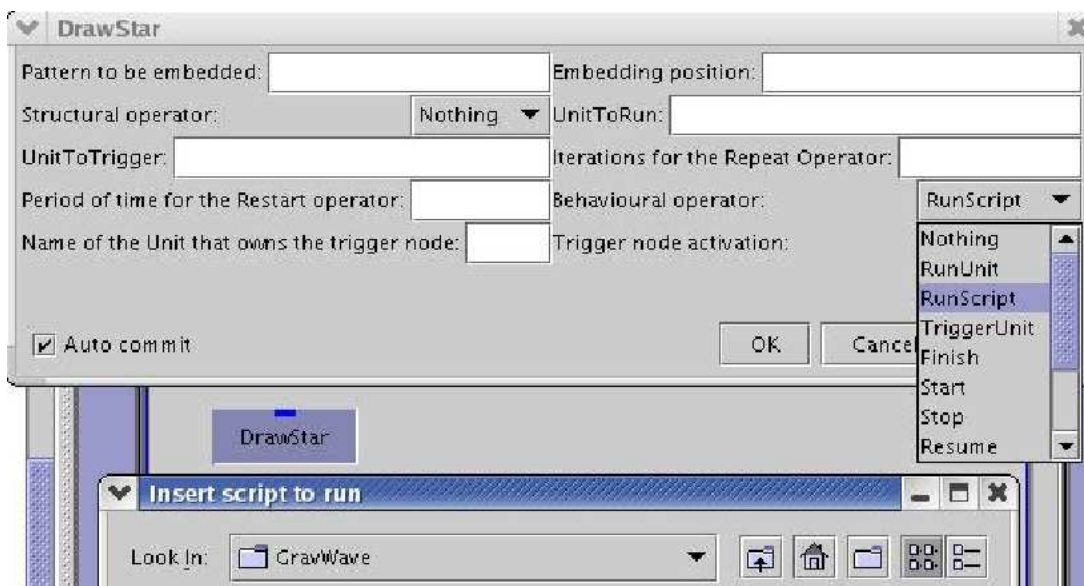 DrawStar
Pattern to be embedded: Embedding position:
Structural operator: Nothing UnitToRun:
UnitToTrigger: Iterations for the Repeat Operator:
Period of time for the Restart operator: Behavioural operator: RunScript
Name of the Unit that owns the trigger node: Trigger node activation:
Nothing
RunUnit
RunScript
TriggerUnit
Finish
Start
Stop
Resume
Auto commit OK Cancel
DrawStar
Insert script to run
Look In: GravWave